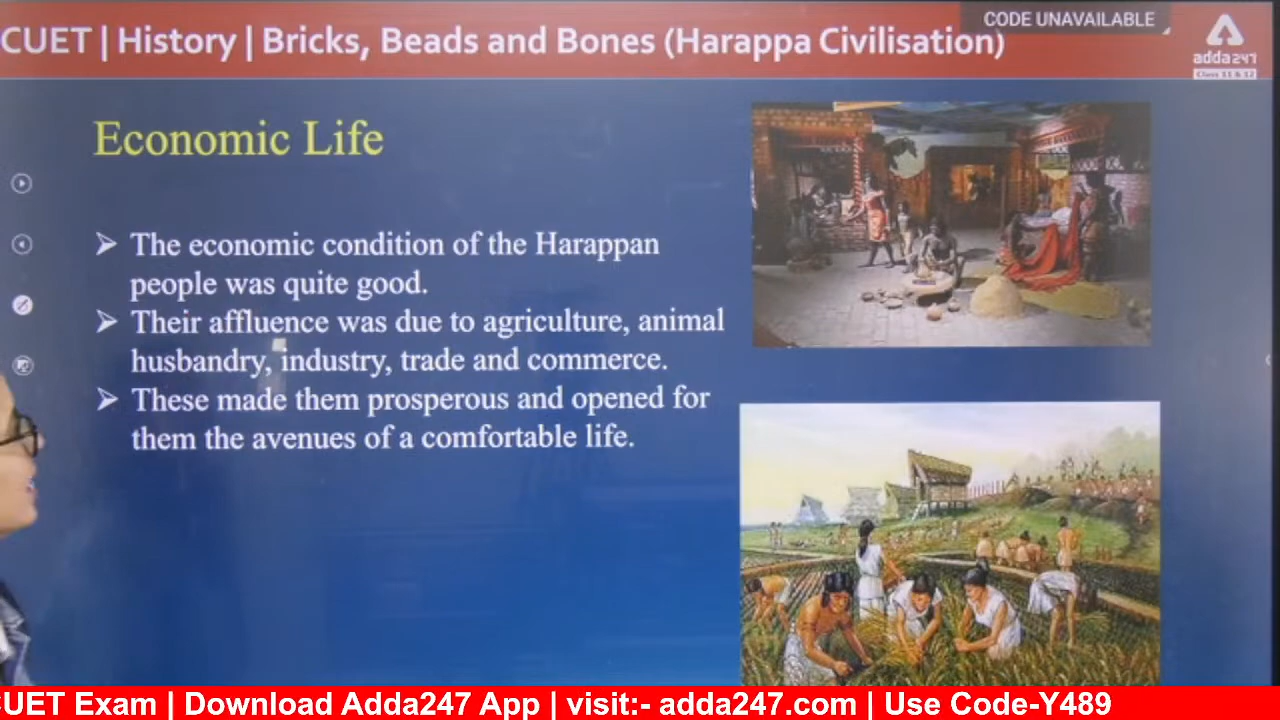 CODE UNAVAILABLE
CUET | History | Bricks, Beads and Bones (Harappa Civilisation)
adda247
Class 11 & 12
Economic Life
➤ The economic condition of the Harappan
people was quite good.
➤ Their affluence was due to agriculture, animal
husbandry, industry, trade and commerce.
➤ These made them prosperous and opened for
them the avenues of a comfortable life.
CUET Exam | Download Adda247 App | visit:- adda247.com | Use Code-Y489